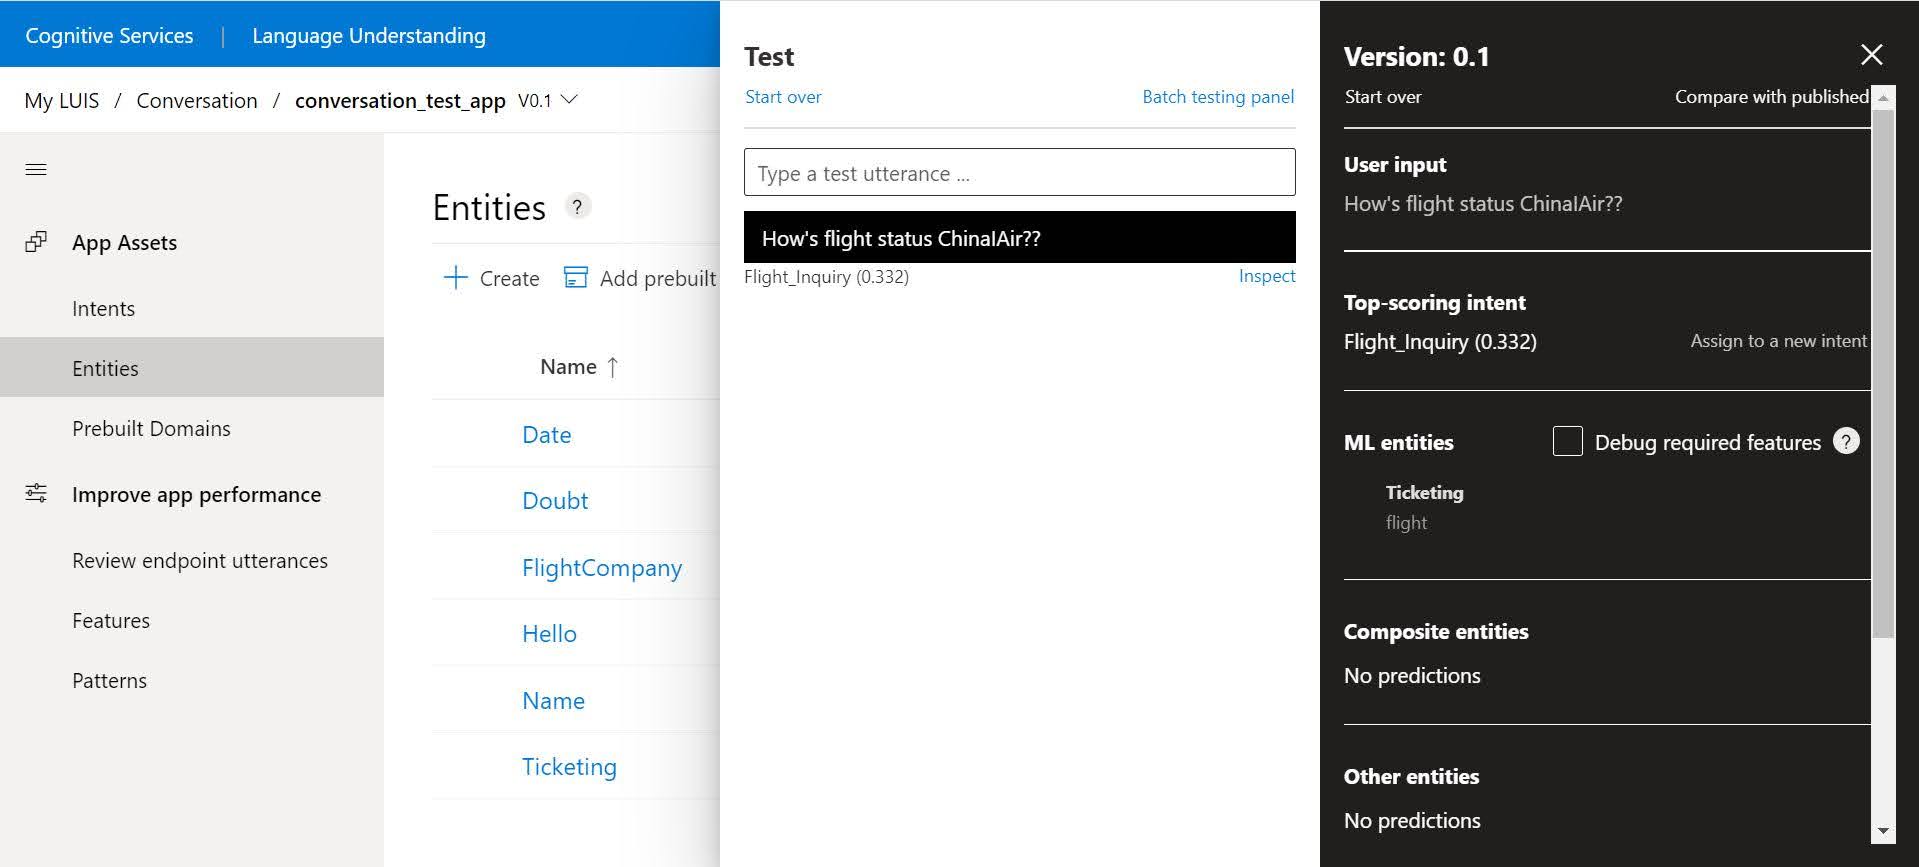 Cognitive Services | Language Understanding
My LUIS / Conversation / conversation_test_app V0.1
App Assets
Intents
Entities
Prebuilt Domains
Improve app performance
Review endpoint utterances
Features
Patterns
Entities ?
+ Create Add prebuilt
Name ↑
Date
Doubt
FlightCompany
Hello
Name
Ticketing
Test
Start over Batch testing panel
Type a test utterance ...
How's flight status ChinalAir??
Flight_Inquiry (0.332) Inspect
Version: 0.1
Start over Compare with published
User input
How's flight status ChinalAir??
Top-scoring intent
Flight_Inquiry (0.332) Assign to a new intent
ML entities Debug required features ?
Ticketing
flight
Composite entities
No predictions
Other entities
No predictions